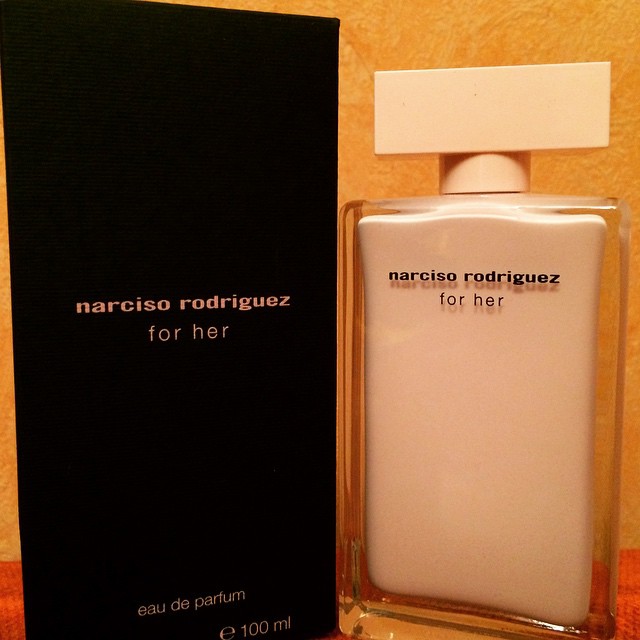 narciso rodriguez
for her
eau de parfum
e 100 ml
narciso rodriguez
for her